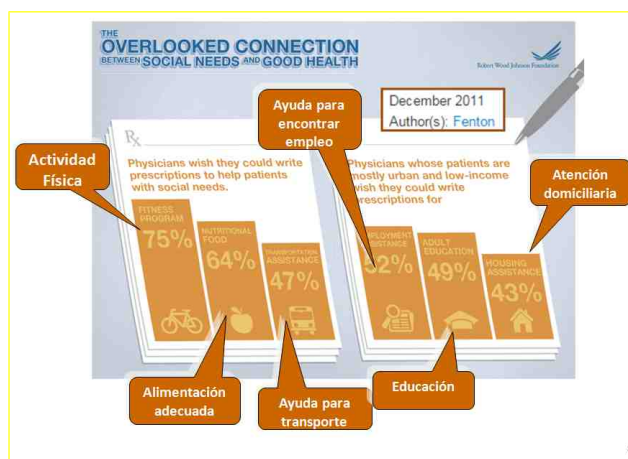 THE
OVERLOOKED CONNECTION
BETWEEN SOCIAL NEEDS AND GOOD HEALTH
Robert Wood Johnson Foundation
December 2011
Author(s): Fenton
Ayuda para
encontrar
empleo
Actividad
Física
Atención
domiciliaria
Rx
Physicians wish they could write
prescriptions to help patients
with social needs.
FITNESS
PROGRAM
75%
NUTRITIONAL
FOOD
64%
TRANSPORTATION
ASSISTANCE
47%
Physicians whose patients are
mostly urban and low-income
wish they could write
prescriptions for
EMPLOYMENT
ASSISTANCE
52%
ADULT
EDUCATION
49%
HOUSING
ASSISTANCE
43%
Alimentación
adecuada
Ayuda para
transporte
Educación